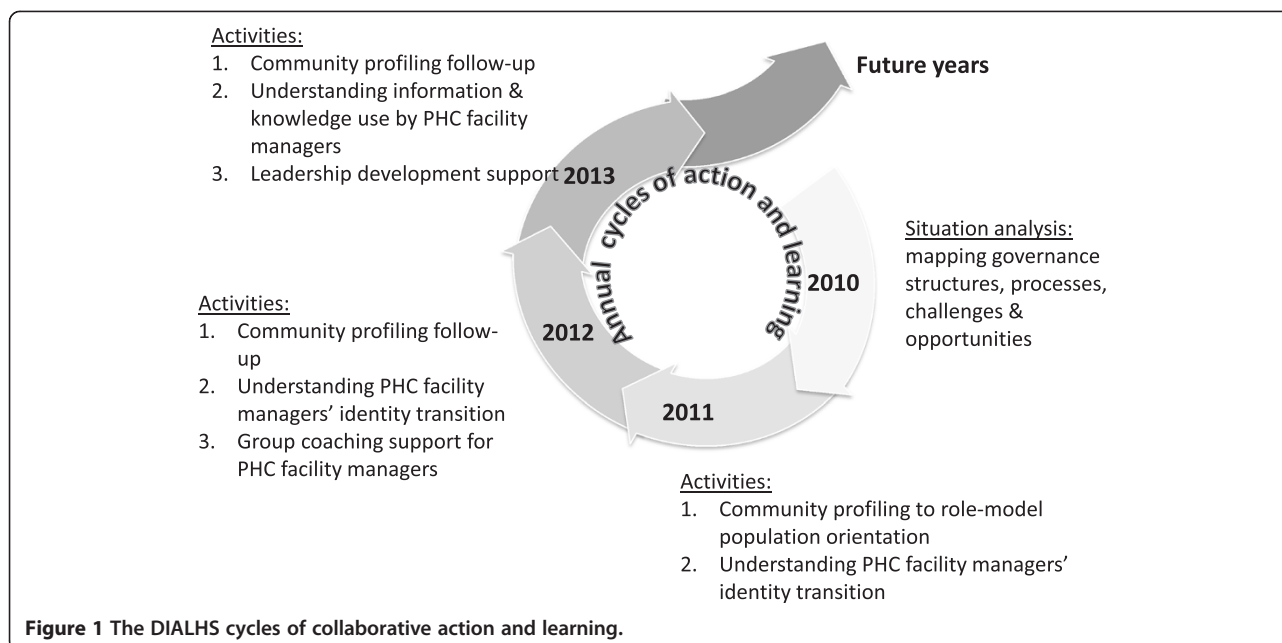 Activities:
1. Community profiling follow-up
2. Understanding information &
knowledge use by PHC facility
managers
3. Leadership development support
2013
Future years
Annual cycles of action and learning
2010
Situation analysis:
mapping governance
structures, processes,
challenges &
opportunities
Activities:
1. Community profiling follow-
up
2. Understanding PHC facility
managers’ identity transition
3. Group coaching support for
PHC facility managers
2012
2011
Activities:
1. Community profiling to role-model
population orientation
2. Understanding PHC facility managers’
identity transition
Figure 1 The DIALHS cycles of collaborative action and learning.